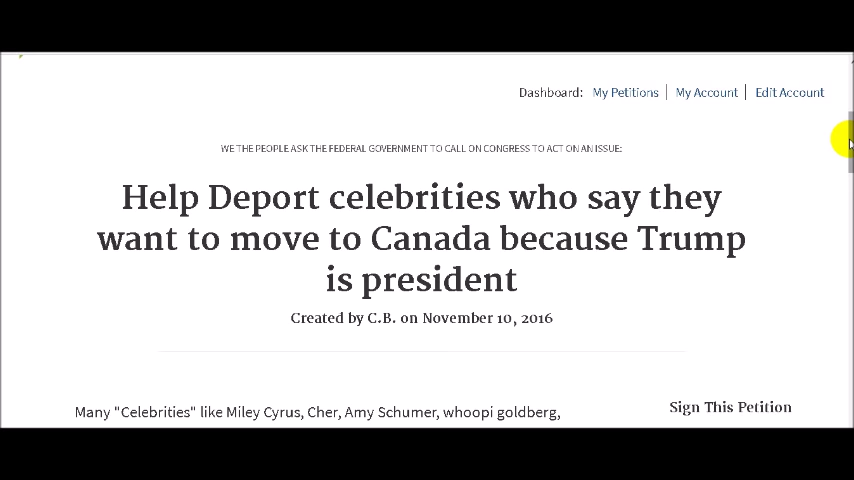 Dashboard: My Petitions My Account Edit Account
WE THE PEOPLE ASK THE FEDERAL GOVERNMENT TO CALL ON CONGRESS TO ACT ON AN ISSUE:
Help Deport celebrities who say they
want to move to Canada because Trump
is president
Created by C.B. on November 10, 2016
Many "Celebrities" like Miley Cyrus, Cher, Amy Schumer, whoopi goldberg,
Sign This Petition